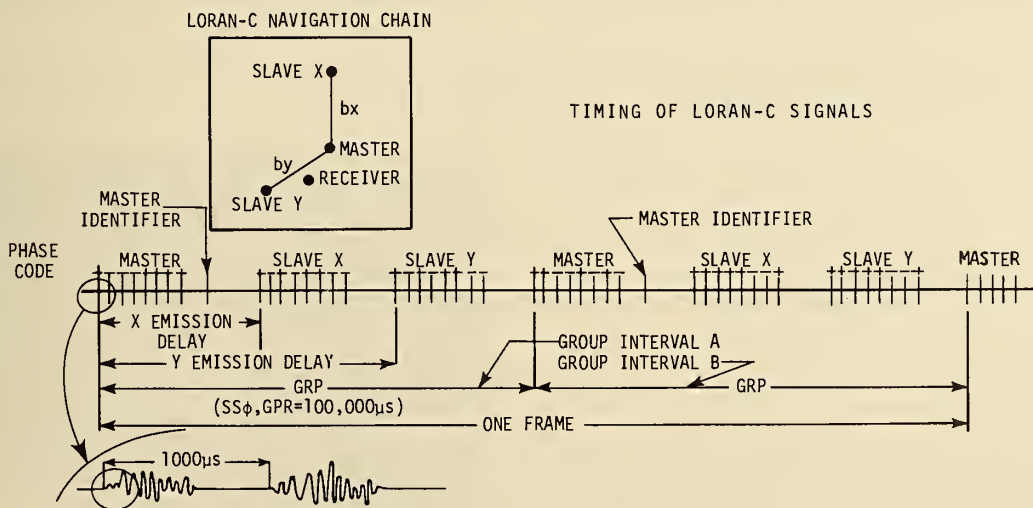 LORAN-C NAVIGATION CHAIN
SLAVE X
bx
TIMING OF LORAN-C SIGNALS
MASTER
by
RECEIVER
SLAVE Y
MASTER
IDENTIFIER
MASTER IDENTIFIER
PHASE
CODE
MASTER
SLAVE X
SLAVE Y
MASTER
SLAVE X
SLAVE Y
MASTER
X EMISSION
DELAY
Y EMISSION DELAY
GROUP INTERVAL A
GROUP INTERVAL B
GRP
GRP
(SSϕ,GPR=100,000µs)
ONE FRAME
1000µs